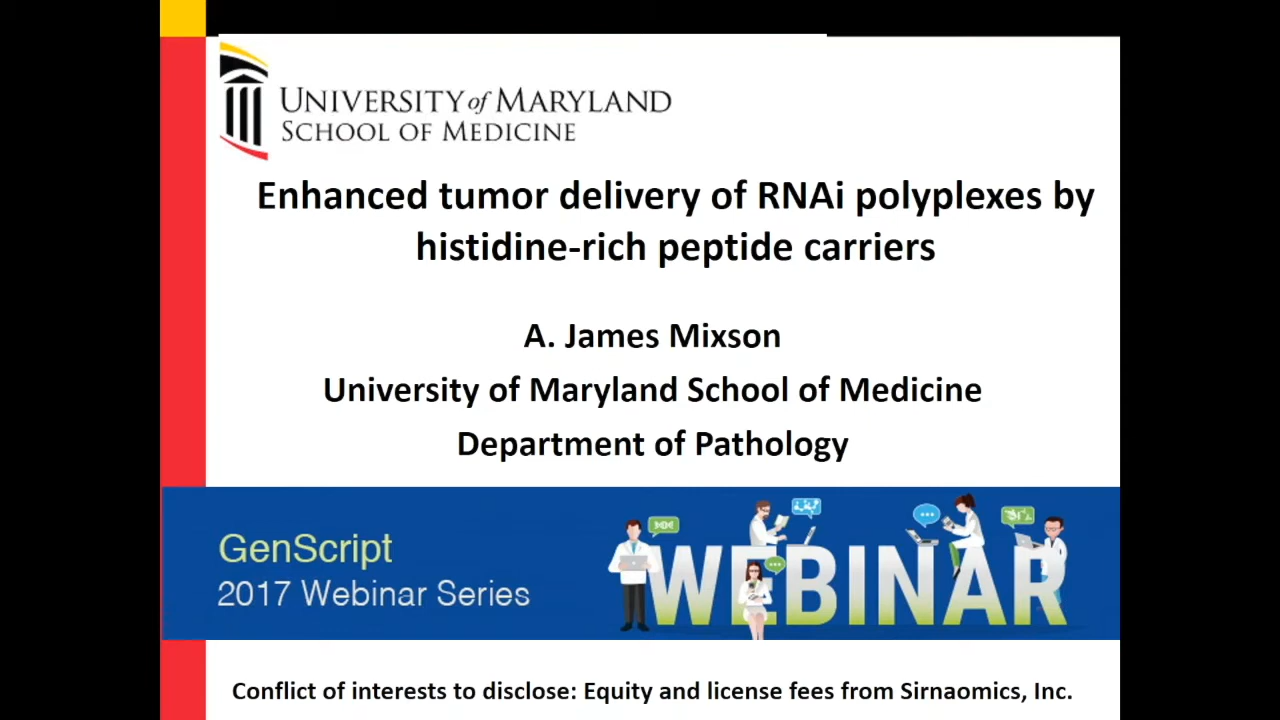 UNIVERSITY of MARYLAND
SCHOOL OF MEDICINE
Enhanced tumor delivery of RNAi polyplexes by
histidine-rich peptide carriers
A. James Mixson
University of Maryland School of Medicine
Department of Pathology
GenScript
2017 Webinar Series
WEBINAR
Conflict of interests to disclose: Equity and license fees from Sirnaomics, Inc.